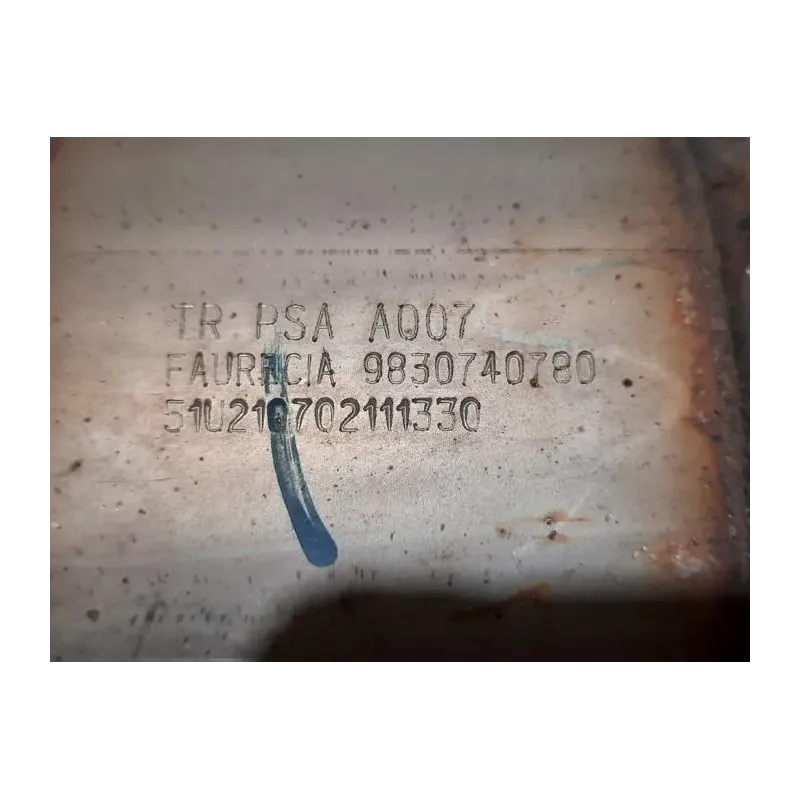 TR PSA A007
FAURECIA 9830740780
51U210702111330